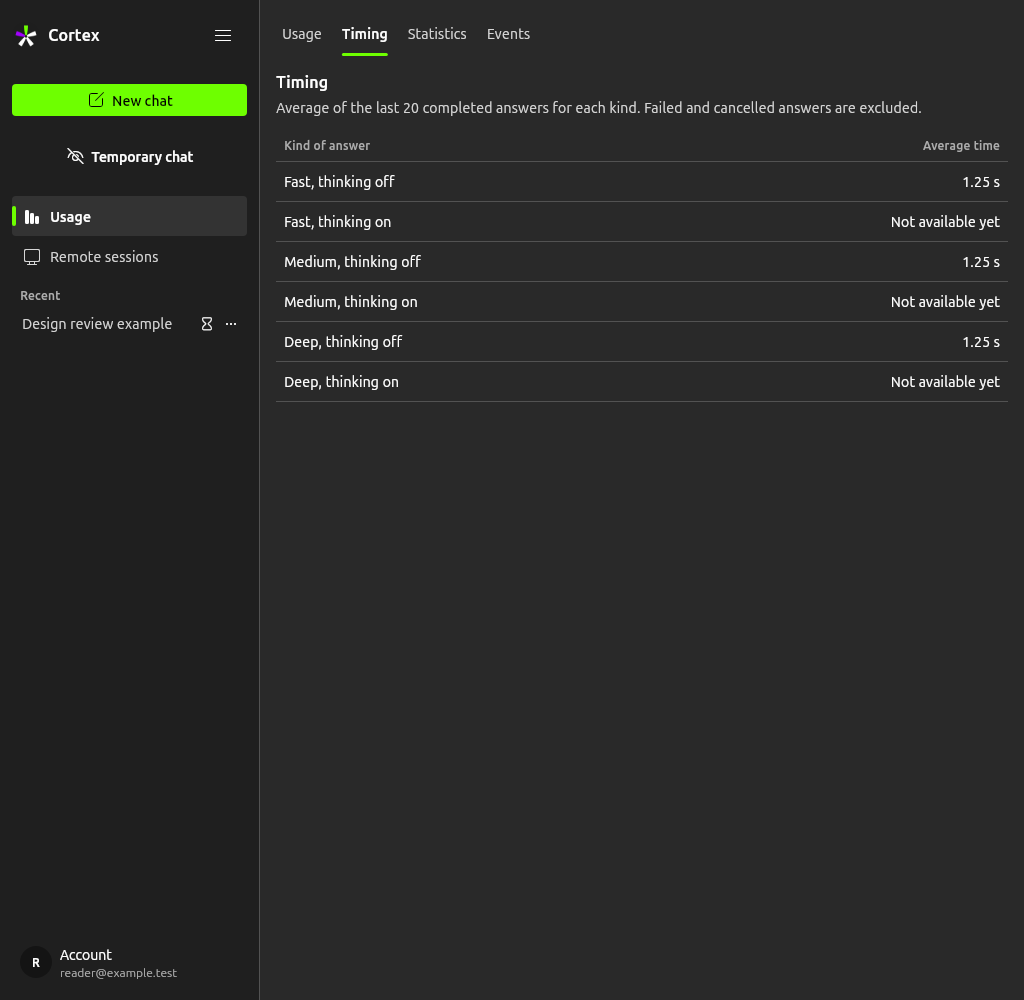 Cortex
New chat
Temporary chat
Usage
Remote sessions
Recent
Design review example
R
Account
reader@example.test
Usage Timing Statistics Events
Timing
Average of the last 20 completed answers for each kind. Failed and cancelled answers are excluded.
Kind of answer Average time
Fast, thinking off 1.25 s
Fast, thinking on Not available yet
Medium, thinking off 1.25 s
Medium, thinking on Not available yet
Deep, thinking off 1.25 s
Deep, thinking on Not available yet